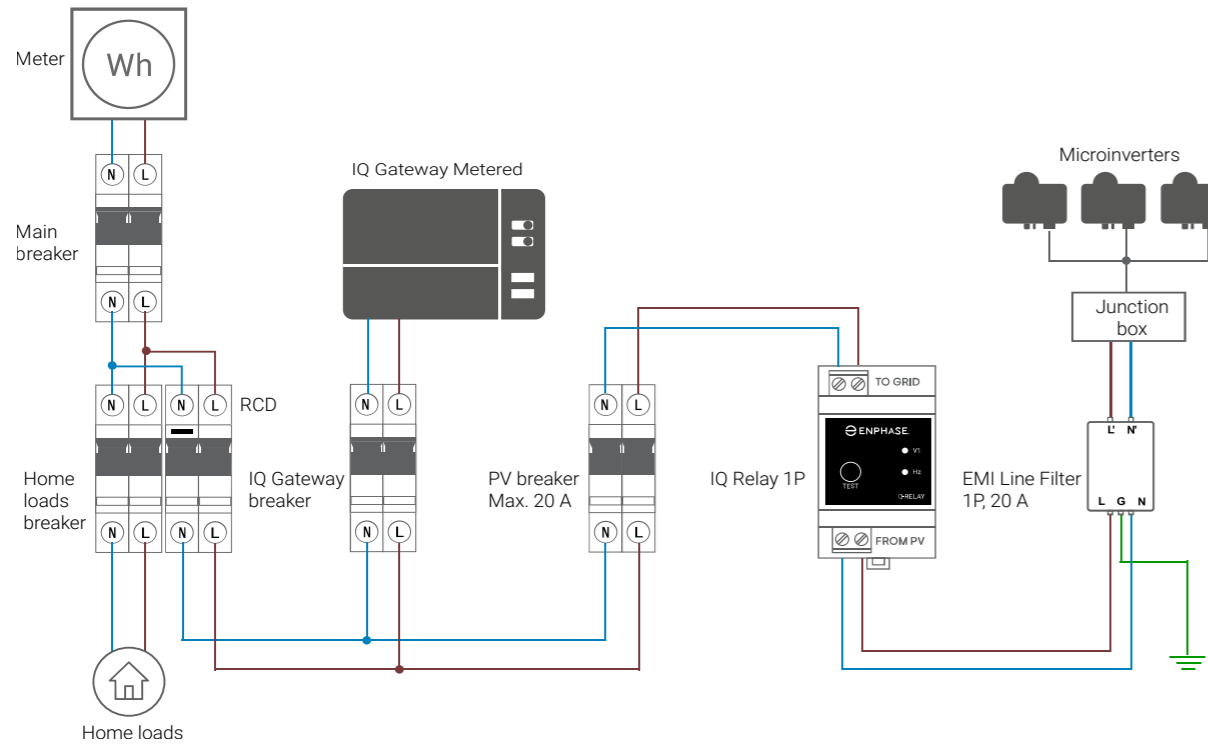 Meter
Wh
N L
Main
breaker
N L
N L N L
RCD
Home
loads
breaker
N L N L
Home loads
IQ Gateway Metered
N L
IQ Gateway
breaker
N L
N L
PV breaker
Max. 20 A
N L
TO GRID
ENPHASE.
V1
Hz
TEST
Q-RELAY
IQ Relay 1P
FROM PV
Microinverters
Junction
box
L' N'
EMI Line Filter
1P, 20 A
L G N